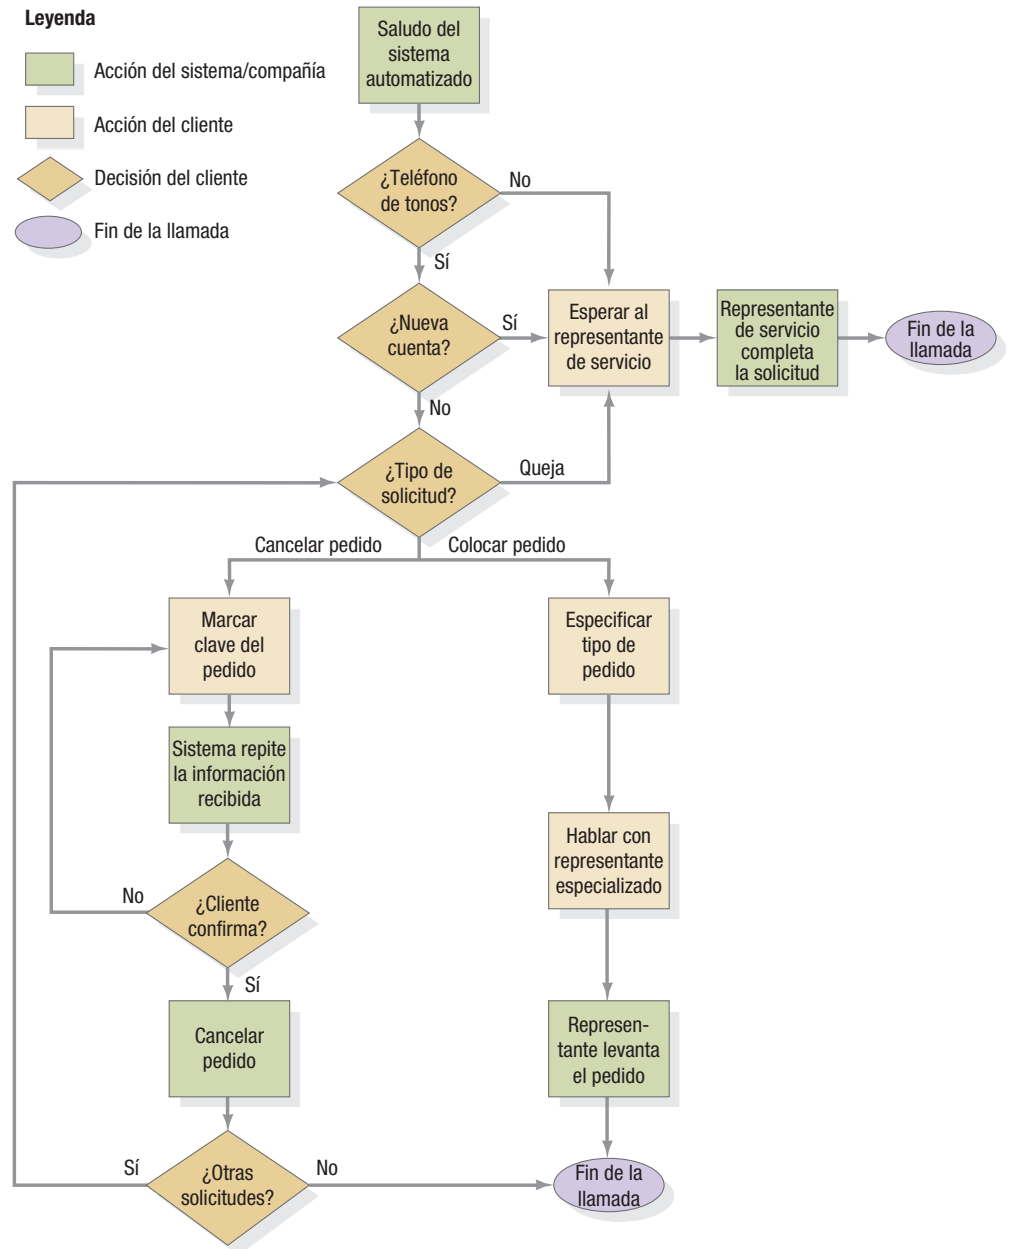 Leyenda
Acción del sistema/compañía
Acción del cliente
Decisión del cliente
Fin de la llamada
Saludo del
sistema
automatizado
¿Teléfono
de tonos?
No
Sí
¿Nueva
cuenta?
Sí
Esperar al
representante
de servicio
Representante
de servicio
completa
la solicitud
Fin de la
llamada
No
¿Tipo de
solicitud?
Queja
Cancelar pedido
Colocar pedido
Marcar
clave del
pedido
Especificar
tipo de
pedido
Sistema repite
la información
recibida
Hablar con
representante
especializado
No
¿Cliente
confirma?
Sí
Cancelar
pedido
Represen-
tante levanta
el pedido
Sí
¿Otras
solicitudes?
No
Fin de la
llamada